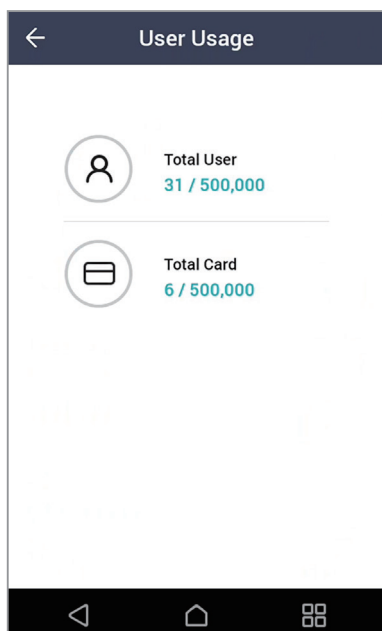 User Usage
Total User
31 / 500,000
Total Card
6 / 500,000